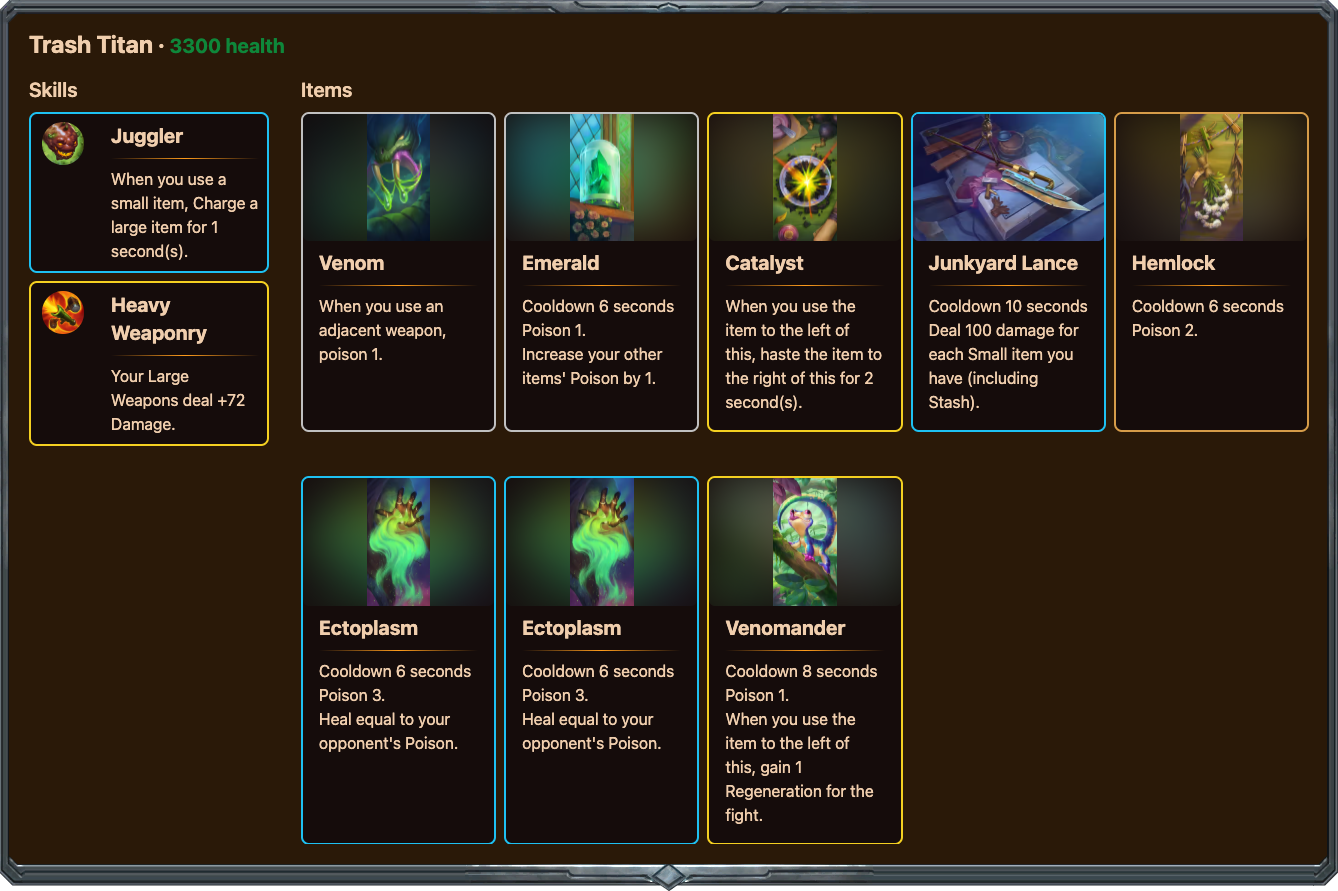 Trash Titan · 3300 health
Skills
Juggler
When you use a
small item, Charge a
large item for 1
second(s).
Heavy
Weaponry
Your Large
Weapons deal +72
Damage.
Items
Venom
When you use an
adjacent weapon,
poison 1.
Emerald
Cooldown 6 seconds
Poison 1.
Increase your other
items' Poison by 1.
Catalyst
When you use the
item to the left of
this, haste the item to
the right of this for 2
second(s).
Junkyard Lance
Cooldown 10 seconds
Deal 100 damage for
each Small item you
have (including
Stash).
Hemlock
Cooldown 6 seconds
Poison 2.
Ectoplasm
Cooldown 6 seconds
Poison 3.
Heal equal to your
opponent's Poison.
Ectoplasm
Cooldown 6 seconds
Poison 3.
Heal equal to your
opponent's Poison.
Venomander
Cooldown 8 seconds
Poison 1.
When you use the
item to the left of
this, gain 1
Regeneration for the
fight.